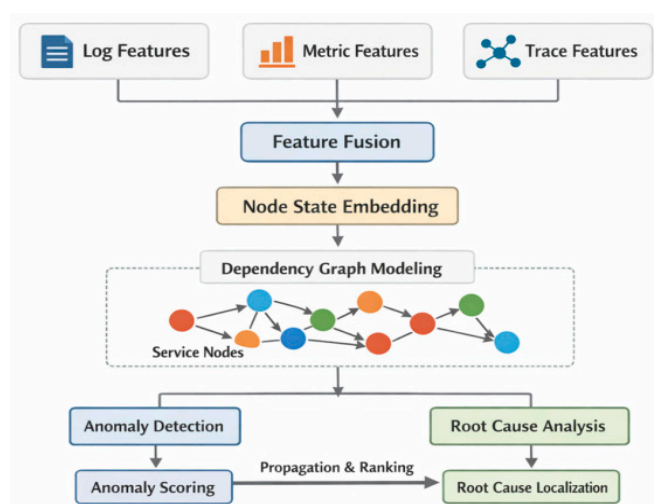 Log Features
Metric Features
Trace Features
Feature Fusion
Node State Embedding
Dependency Graph Modeling
Service Nodes
Anomaly Detection
Root Cause Analysis
Propagation & Ranking
Anomaly Scoring
Root Cause Localization